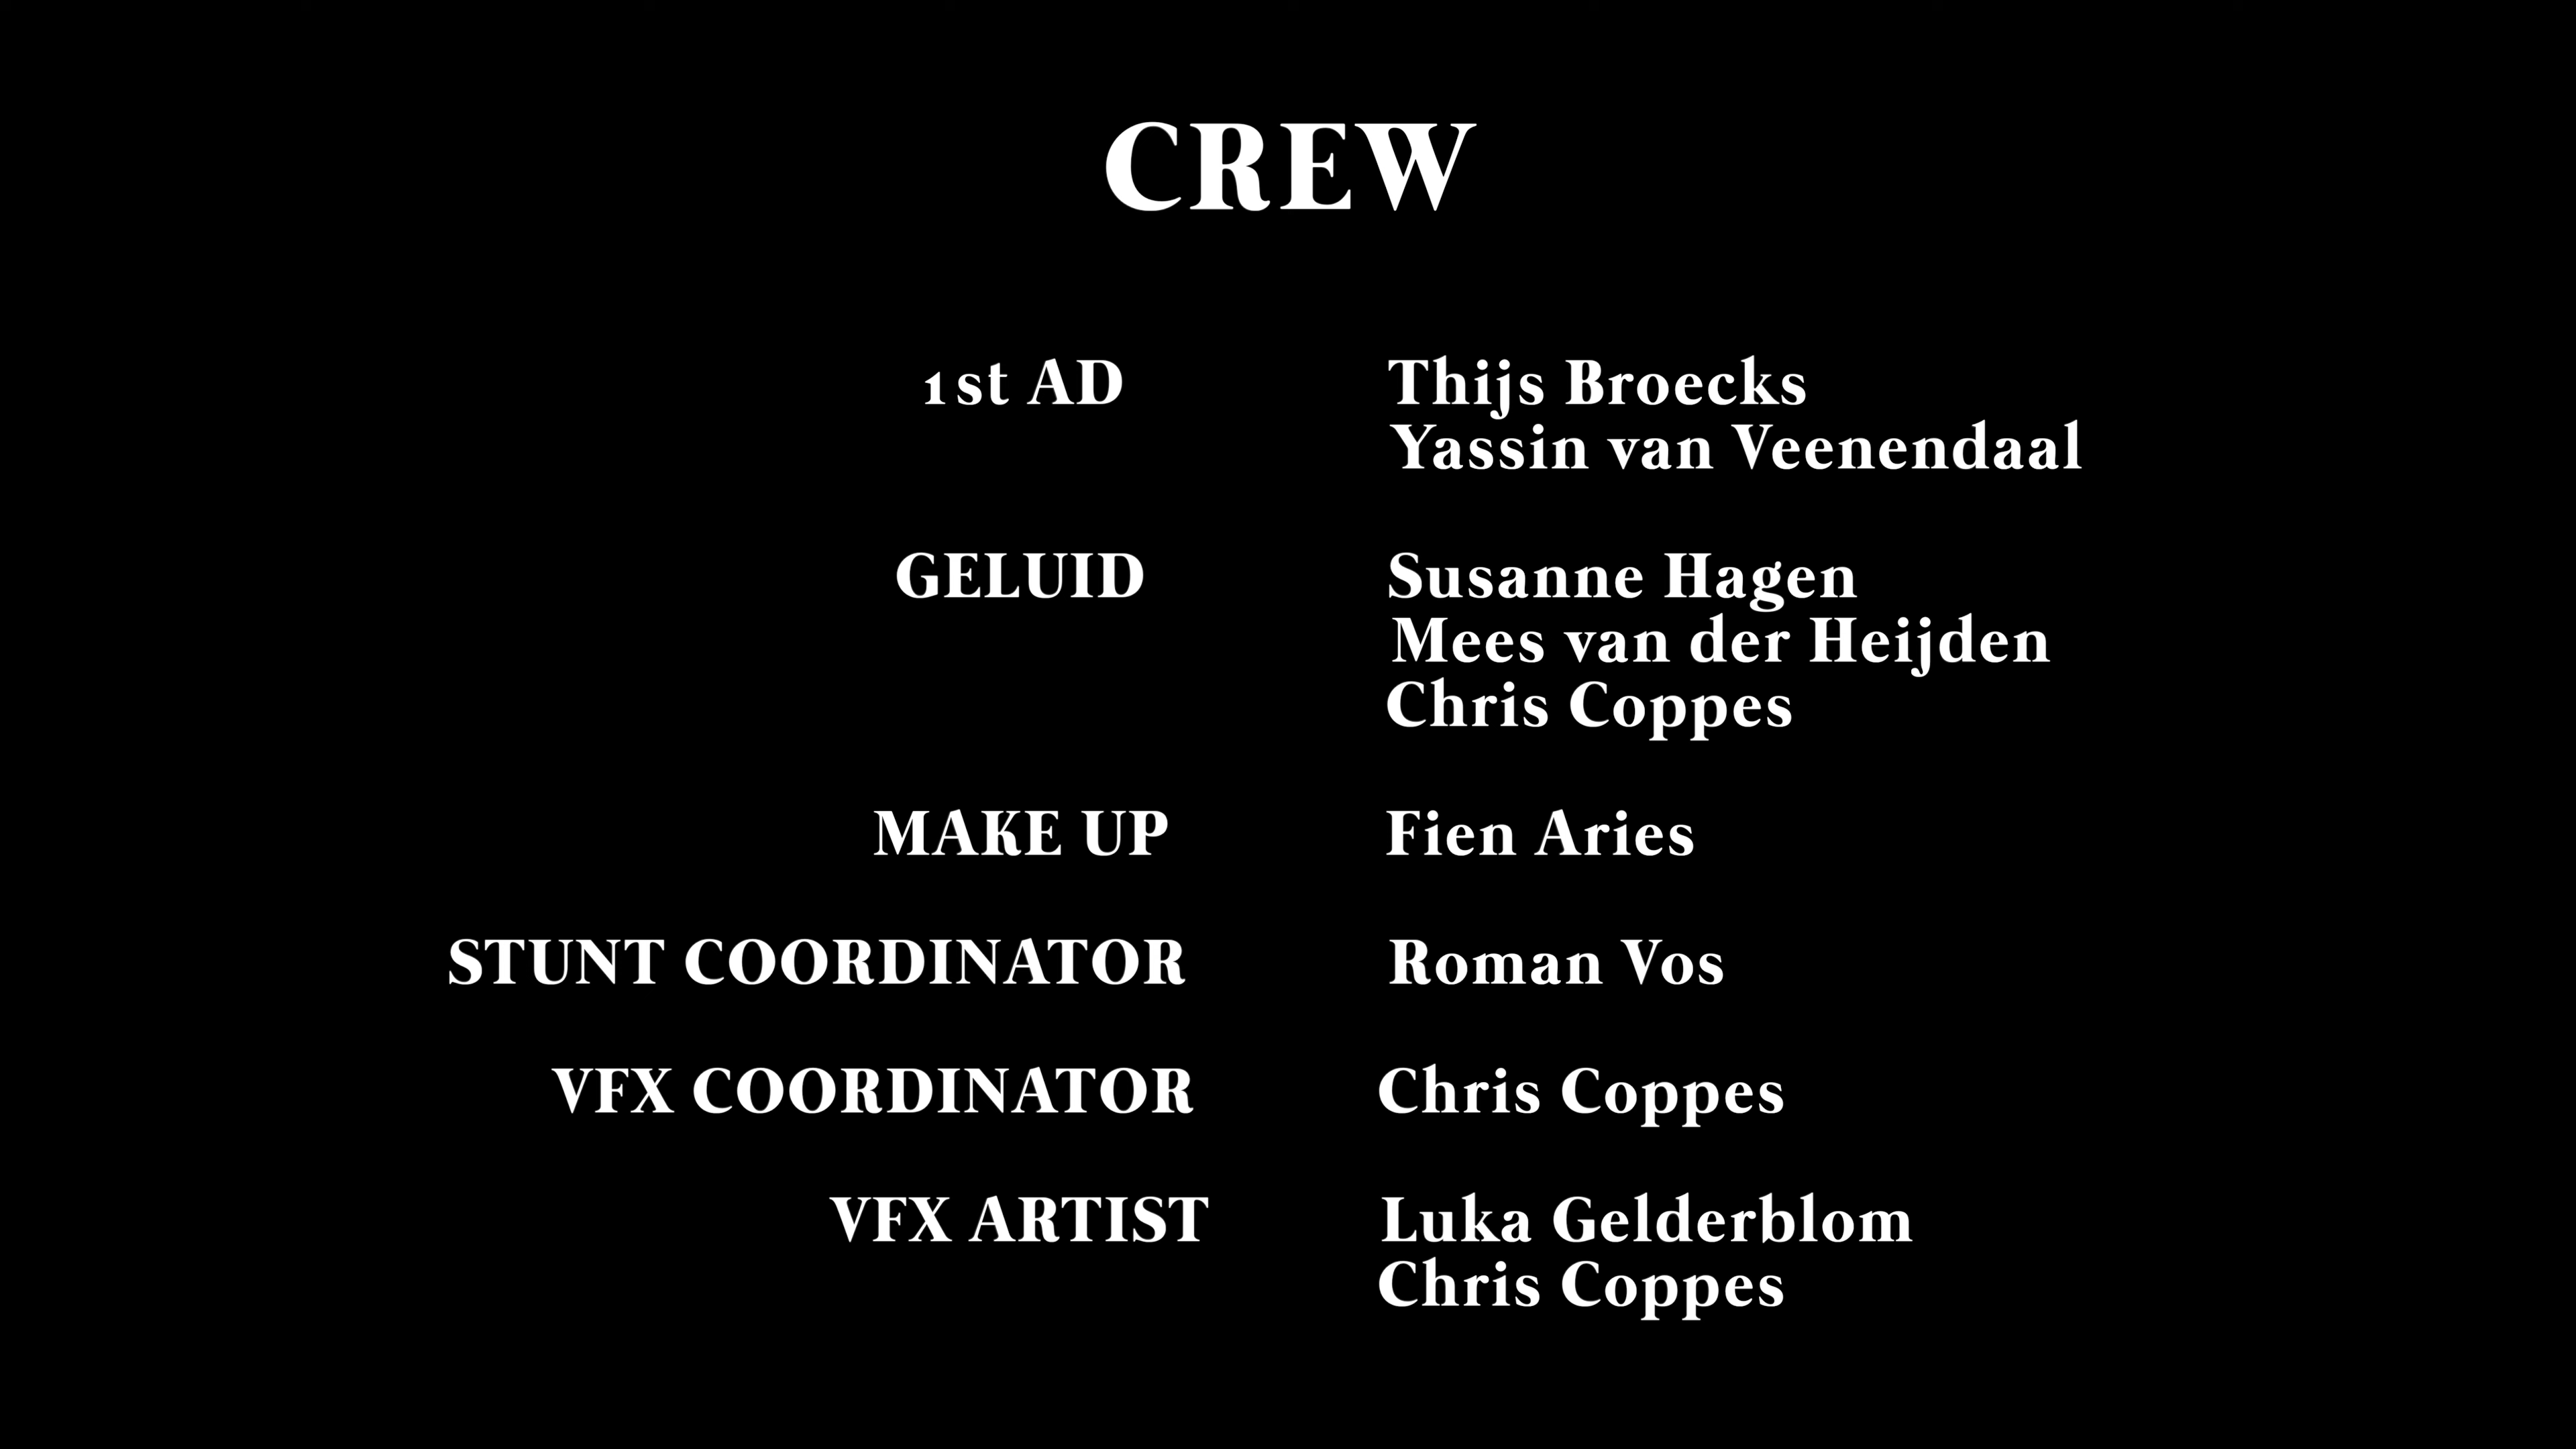 CREW
1st AD Thijs Broecks
Yassin van Veenendaal
GELUID Susanne Hagen
Mees van der Heijden
Chris Coppes
MAKE UP Fien Aries
STUNT COORDINATOR Roman Vos
VFX COORDINATOR Chris Coppes
VFX ARTIST Luka Gelderblom
Chris Coppes